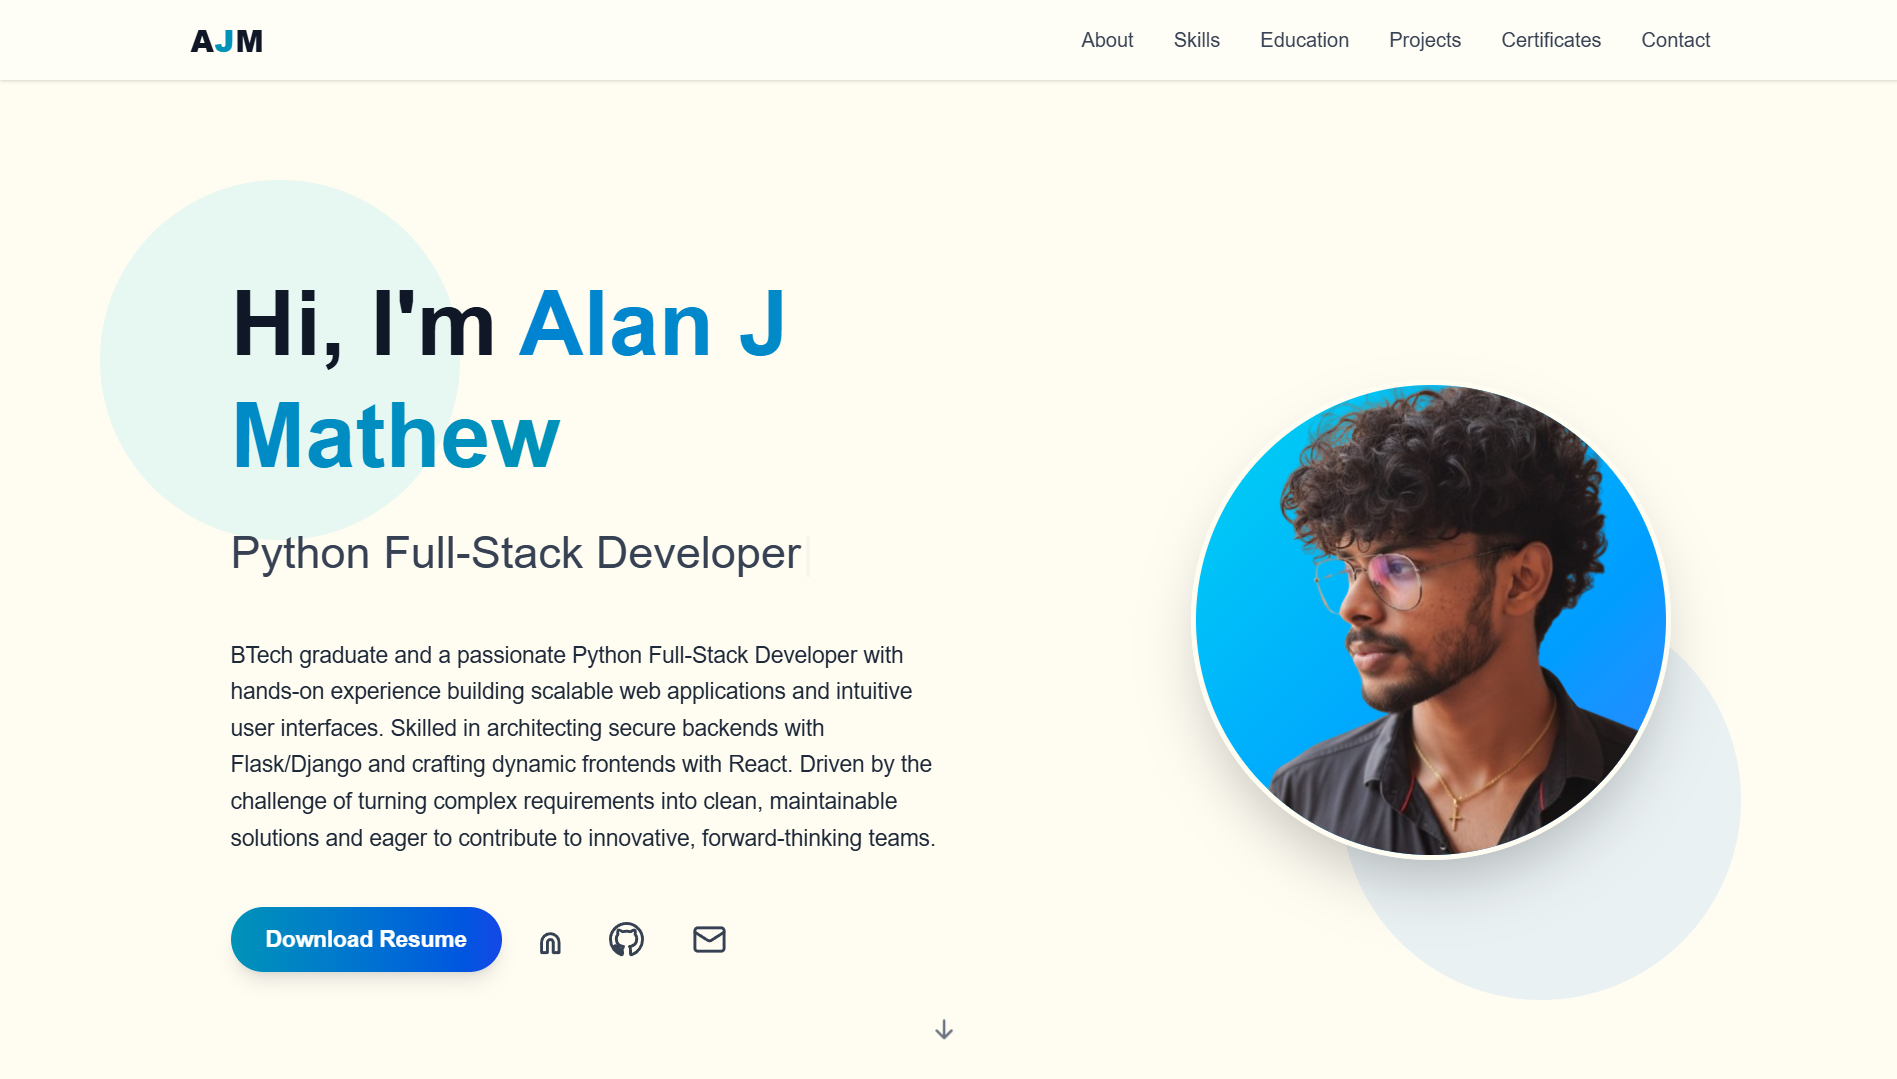 AJM
About Skills Education Projects Certificates Contact
Hi, I'm Alan J
Mathew
Python Full-Stack Developer
BTech graduate and a passionate Python Full-Stack Developer with
hands-on experience building scalable web applications and intuitive
user interfaces. Skilled in architecting secure backends with
Flask/Django and crafting dynamic frontends with React. Driven by the
challenge of turning complex requirements into clean, maintainable
solutions and eager to contribute to innovative, forward-thinking teams.
Download Resume